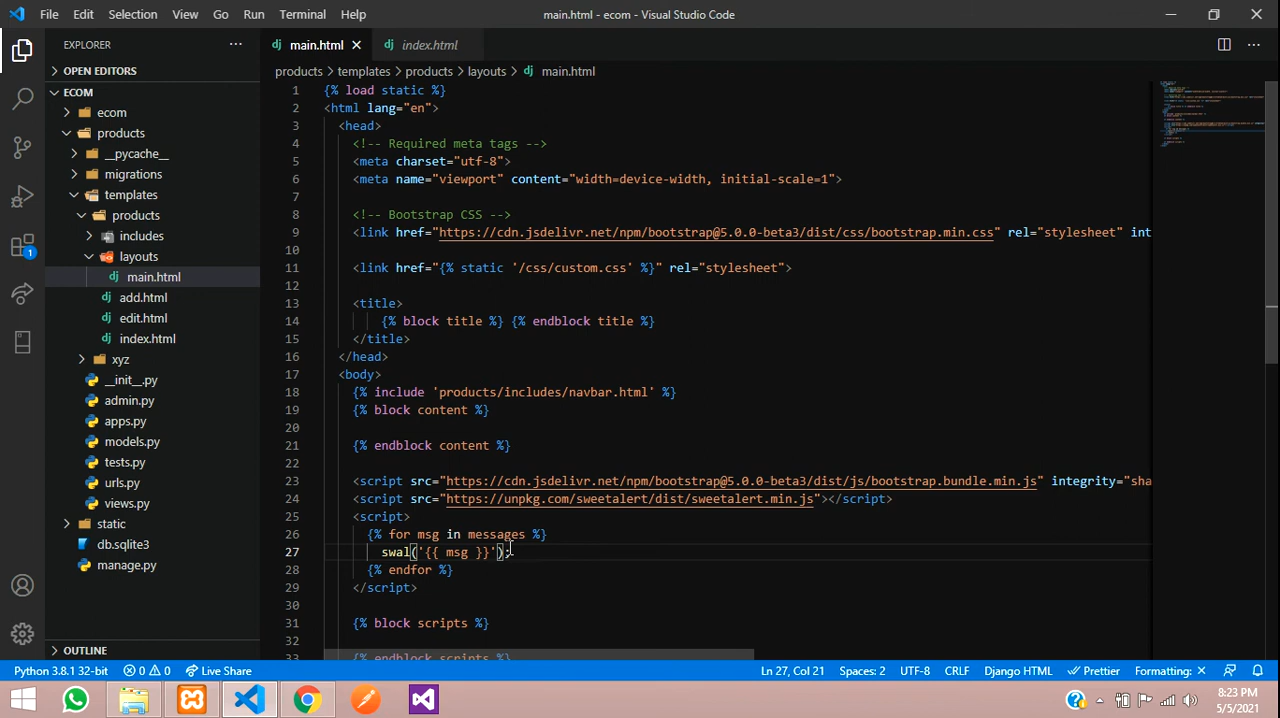 File Edit Selection View Go Run Terminal Help main.html - ecom - Visual Studio Code
EXPLORER
OPEN EDITORS
ECOM
ecom
products
__pycache__
migrations
templates
products
includes
layouts
main.html
add.html
edit.html
index.html
xyz
__init__.py
admin.py
apps.py
models.py
tests.py
urls.py
views.py
static
db.sqlite3
manage.py
OUTLINE
1
dj main.html dj index.html
products > templates > products > layouts > dj main.html
1 {% load static %}
2 <html lang="en">
3 <head>
4 <!-- Required meta tags -->
5 <meta charset="utf-8">
6 <meta name="viewport" content="width=device-width, initial-scale=1">
7
8 <!-- Bootstrap CSS -->
9 <link href="https://cdn.jsdelivr.net/npm/bootstrap@5.0.0-beta3/dist/css/bootstrap.min.css" rel="stylesheet" int
10
11 <link href="{% static '/css/custom.css' %}" rel="stylesheet">
12
13 <title>
14 {% block title %} {% endblock title %}
15 </title>
16 </head>
17 <body>
18 {% include 'products/includes/navbar.html' %}
19 {% block content %}
20
21 {% endblock content %}
22
23 <script src="https://cdn.jsdelivr.net/npm/bootstrap@5.0.0-beta3/dist/js/bootstrap.bundle.min.js" integrity="sha
24 <script src="https://unpkg.com/sweetalert/dist/sweetalert.min.js"></script>
25 <script>
26 {% for msg in messages %}
27 swal('{{ msg }}');
28 {% endfor %}
29 </script>
30
31 {% block scripts %}
32
33 {% endblock scripts %}
Python 3.8.1 32-bit 0 0 Live Share Ln 27, Col 21 Spaces: 2 UTF-8 CRLF Django HTML Prettier Formatting: ×
8:23 PM
5/5/2021